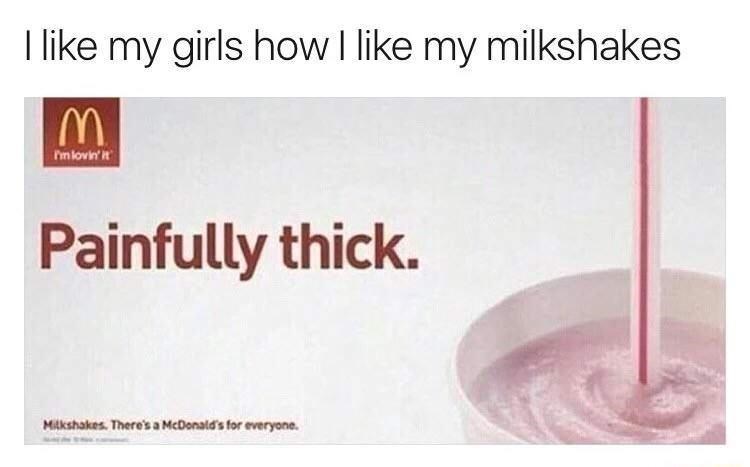 I like my girls how I like my milkshakes
M
I'm lovin' it
Painfully thick.
Milkshakes. There's a McDonald's for everyone.